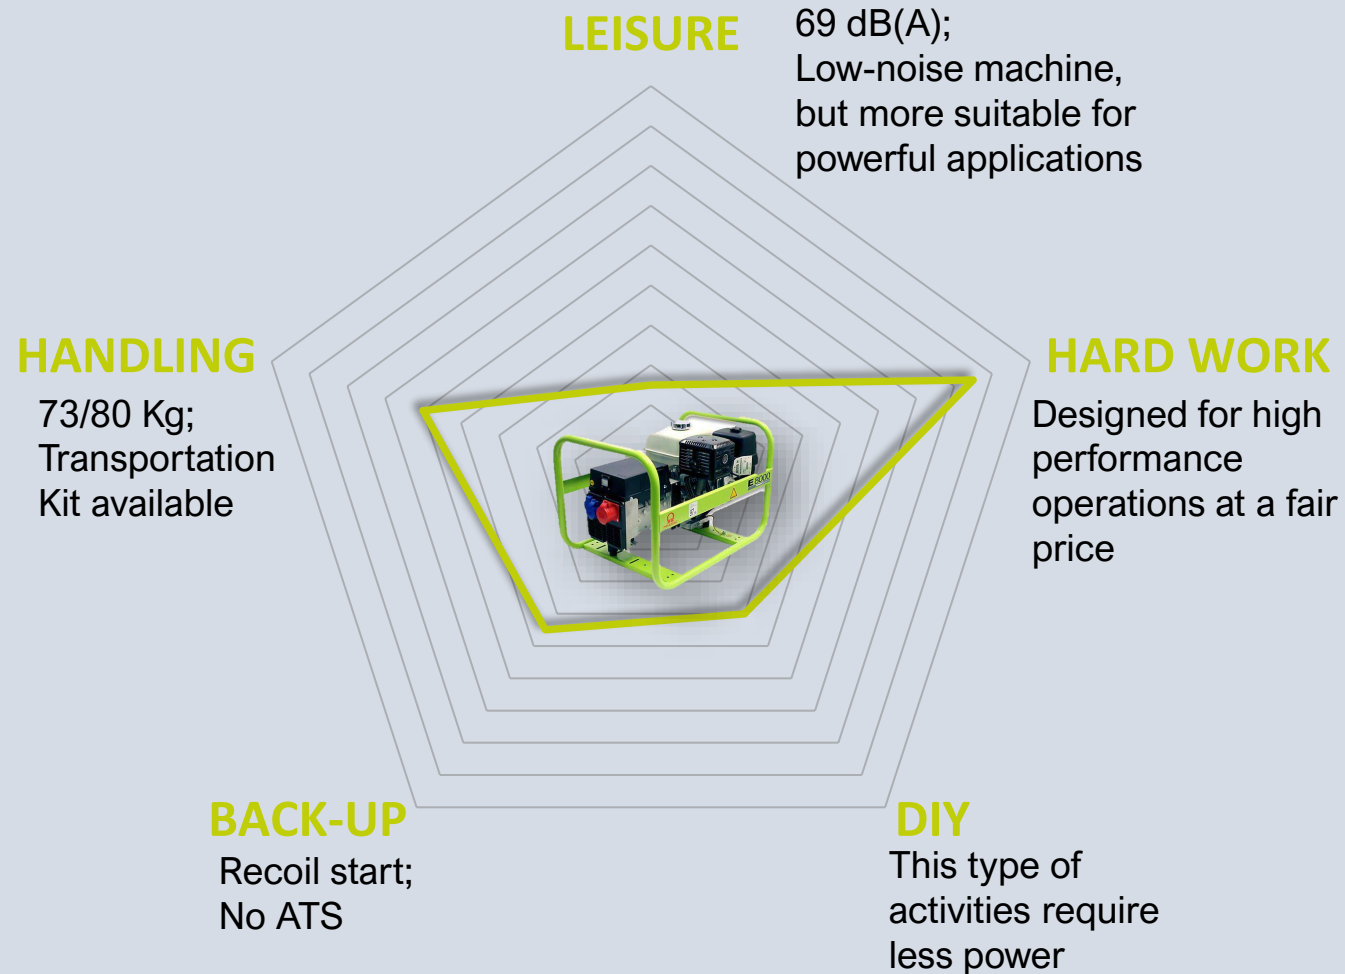 LEISURE
69 dB(A);
Low-noise machine,
but more suitable for
powerful applications
HANDLING
73/80 Kg;
Transportation
Kit available
HARD WORK
Designed for high
performance
operations at a fair
price
E8000
BACK-UP
Recoil start;
No ATS
DIY
This type of
activities require
less power